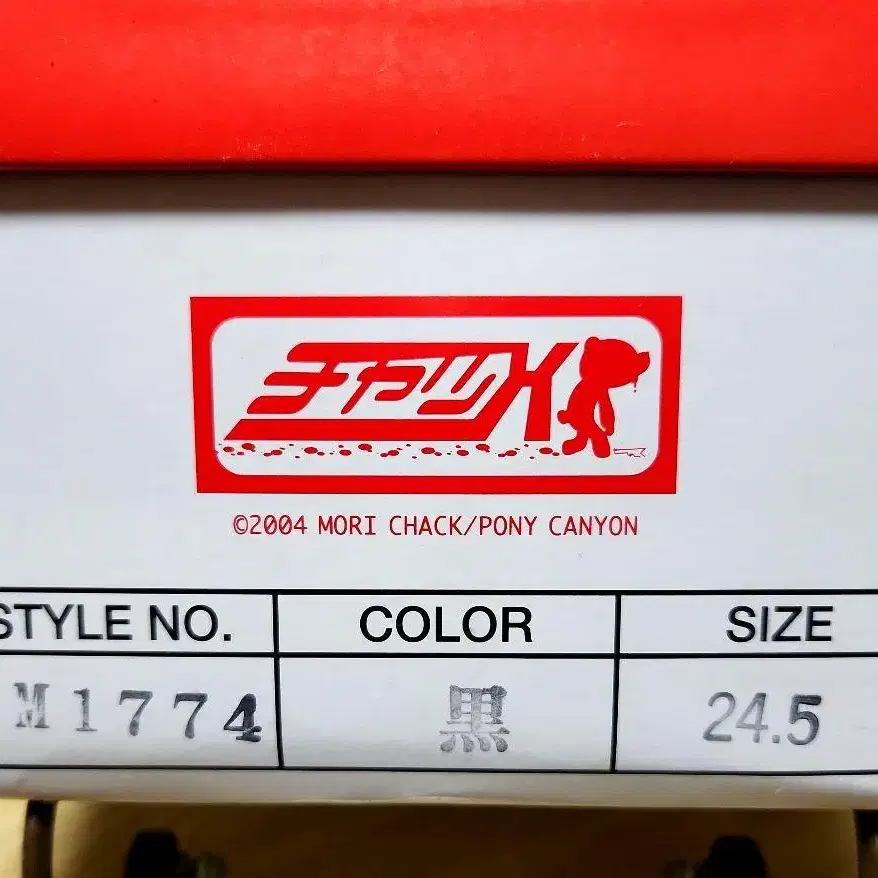 チャックス
©2004 MORI CHACK/PONY CANYON
STYLE NO. COLOR SIZE
M1774 黒 24.5